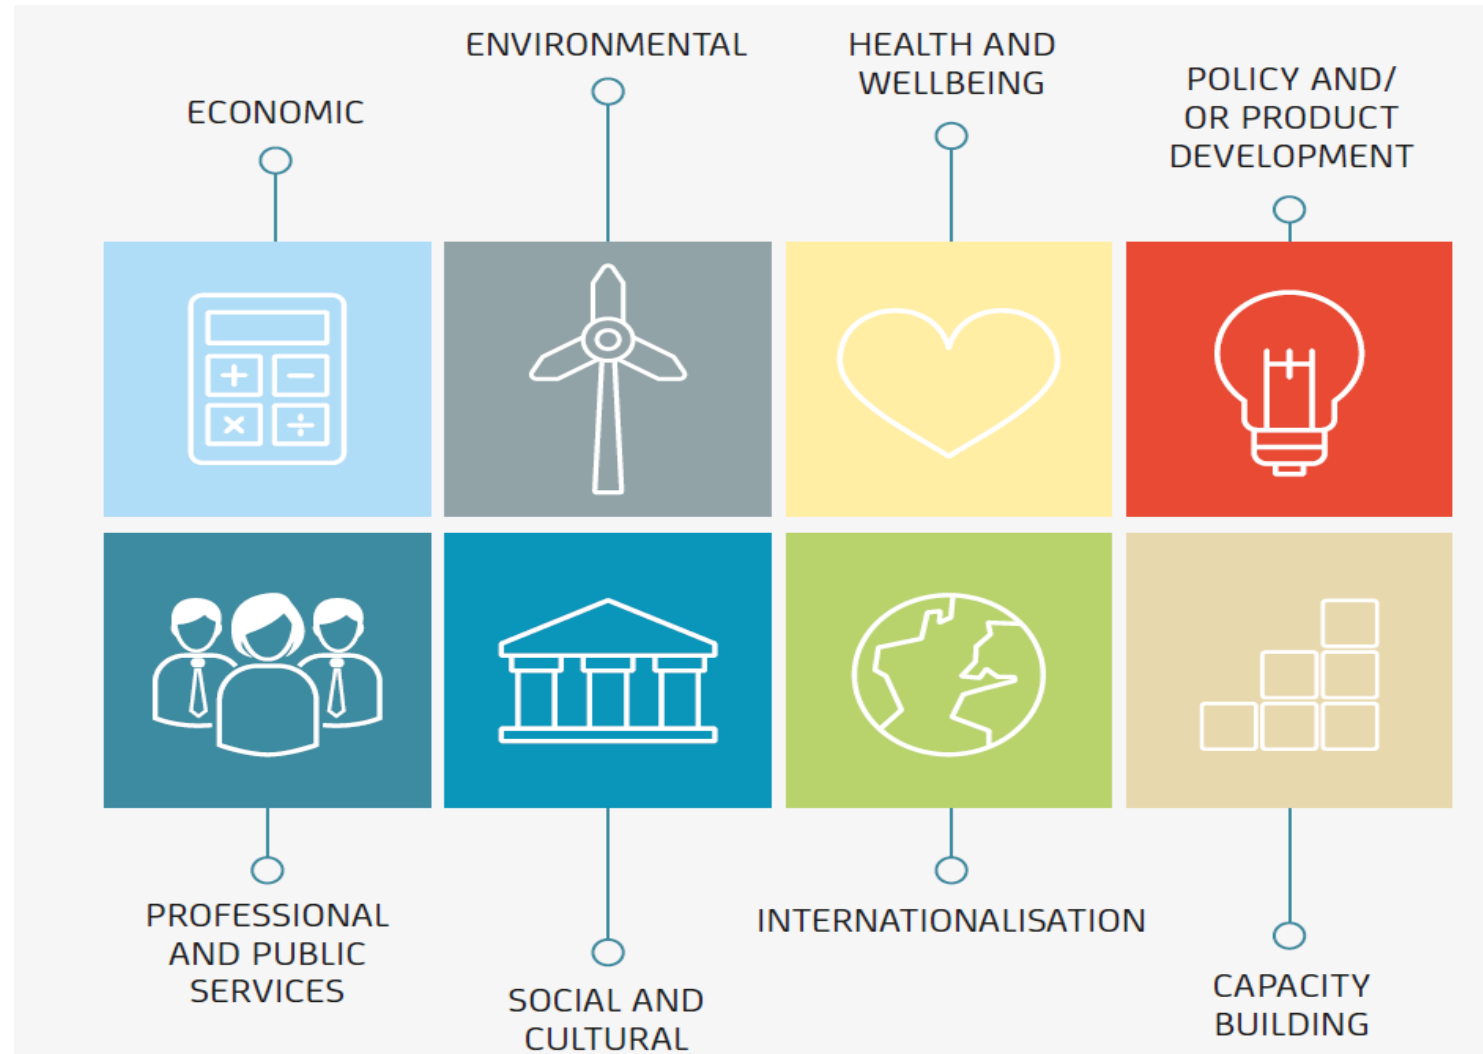 ECONOMIC
ENVIRONMENTAL
HEALTH AND
WELLBEING
POLICY AND/
OR PRODUCT
DEVELOPMENT
PROFESSIONAL
AND PUBLIC
SERVICES
SOCIAL AND
CULTURAL
INTERNATIONALISATION
CAPACITY
BUILDING